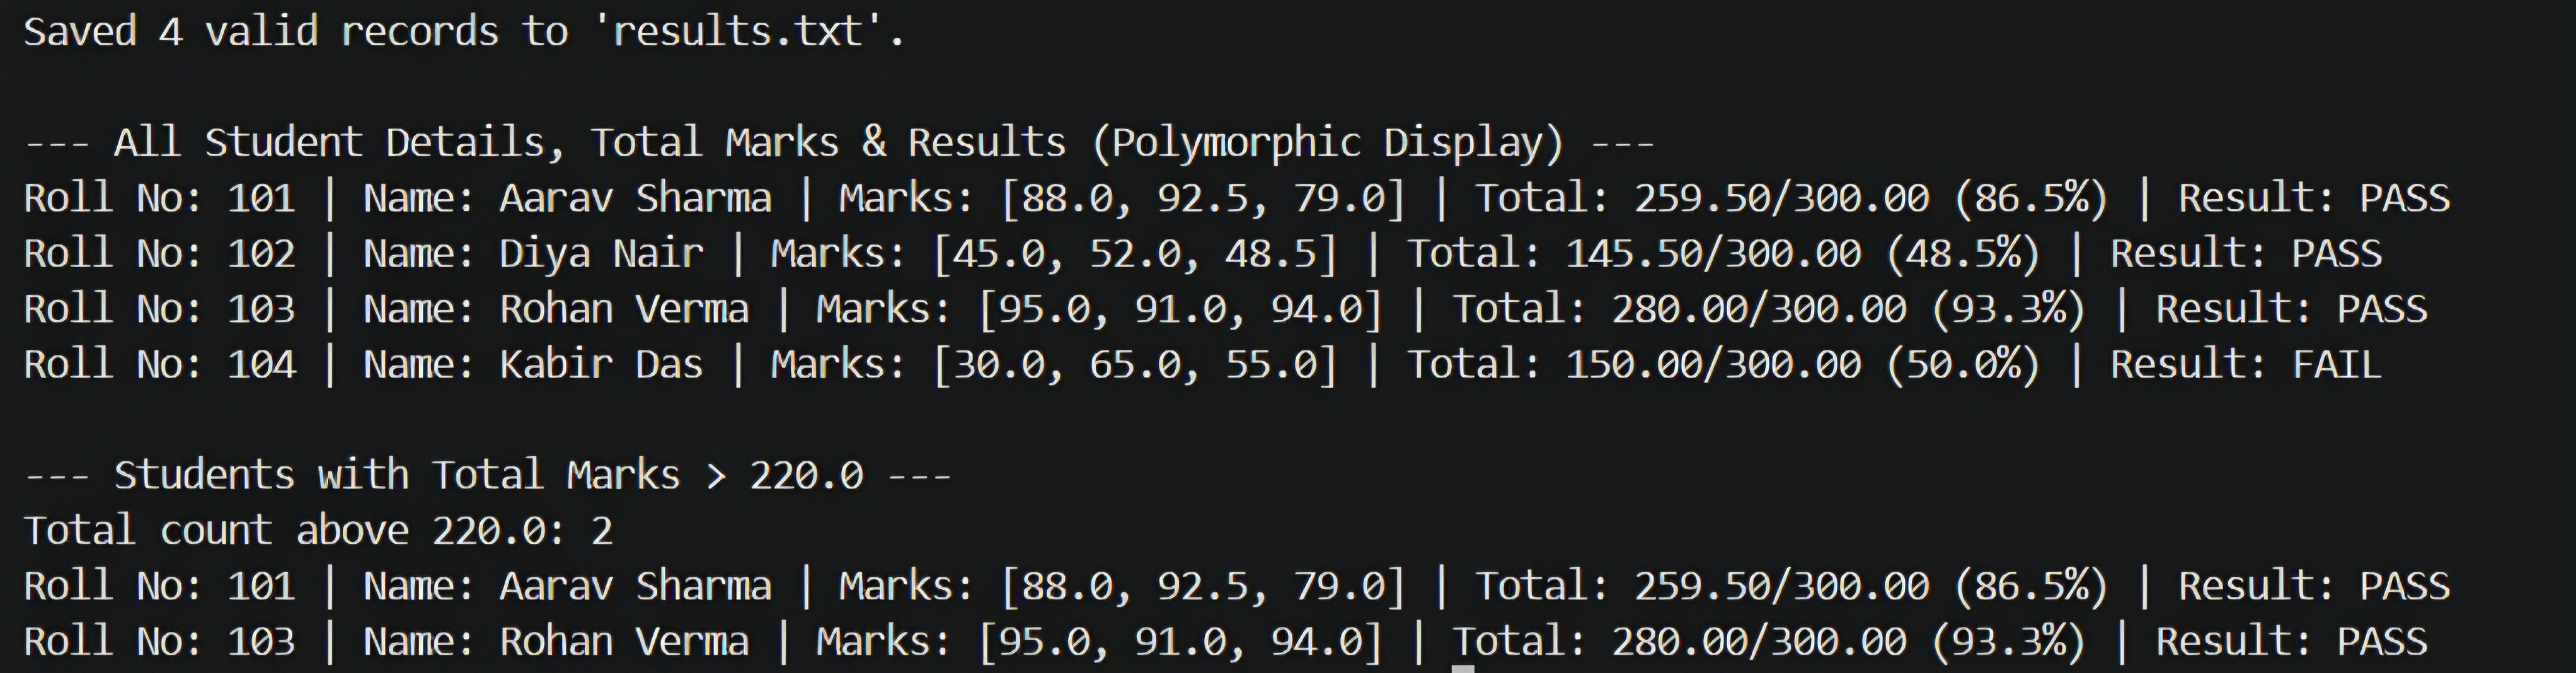 Saved 4 valid records to 'results.txt'.
--- All Student Details, Total Marks & Results (Polymorphic Display) ---
Roll No: 101 | Name: Aarav Sharma | Marks: [88.0, 92.5, 79.0] | Total: 259.50/300.00 (86.5%) | Result: PASS
Roll No: 102 | Name: Diya Nair | Marks: [45.0, 52.0, 48.5] | Total: 145.50/300.00 (48.5%) | Result: PASS
Roll No: 103 | Name: Rohan Verma | Marks: [95.0, 91.0, 94.0] | Total: 280.00/300.00 (93.3%) | Result: PASS
Roll No: 104 | Name: Kabir Das | Marks: [30.0, 65.0, 55.0] | Total: 150.00/300.00 (50.0%) | Result: FAIL
--- Students with Total Marks > 220.0 ---
Total count above 220.0: 2
Roll No: 101 | Name: Aarav Sharma | Marks: [88.0, 92.5, 79.0] | Total: 259.50/300.00 (86.5%) | Result: PASS
Roll No: 103 | Name: Rohan Verma | Marks: [95.0, 91.0, 94.0] | Total: 280.00/300.00 (93.3%) | Result: PASS